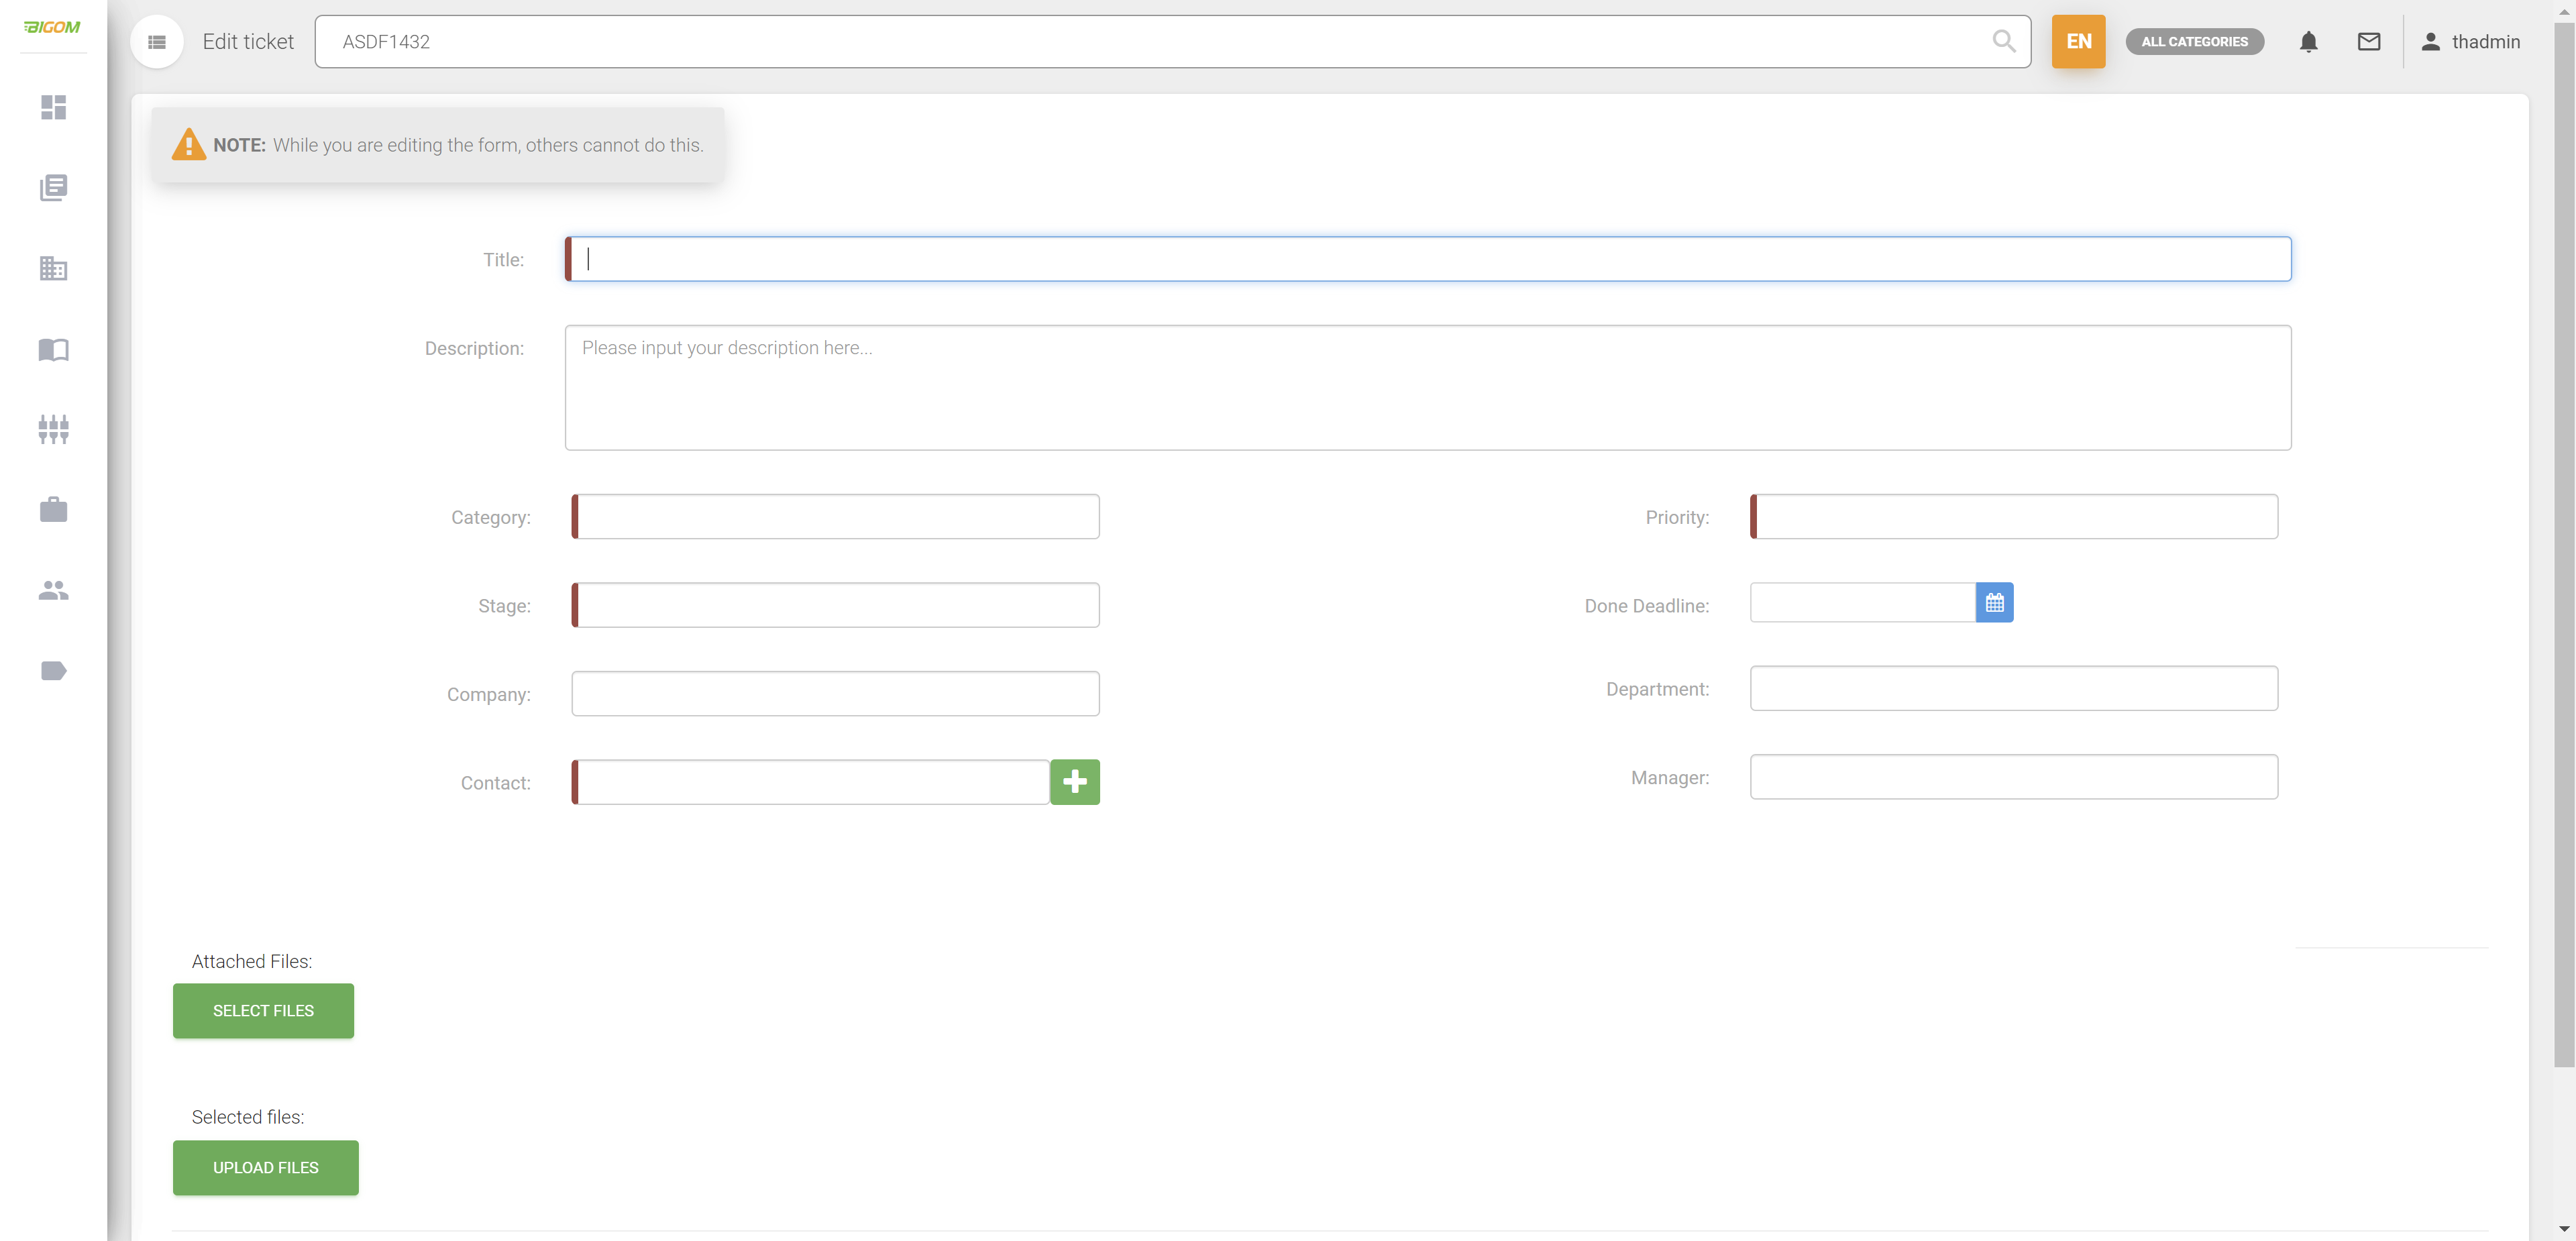 BIGOM
Edit ticket
ASDF1432
EN
ALL CATEGORIES
thadmin
NOTE: While you are editing the form, others cannot do this.
Title:
Description:
Please input your description here...
Category:
Priority:
Stage:
Done Deadline:
Company:
Department:
Contact:
Manager:
Attached Files:
SELECT FILES
Selected files:
UPLOAD FILES